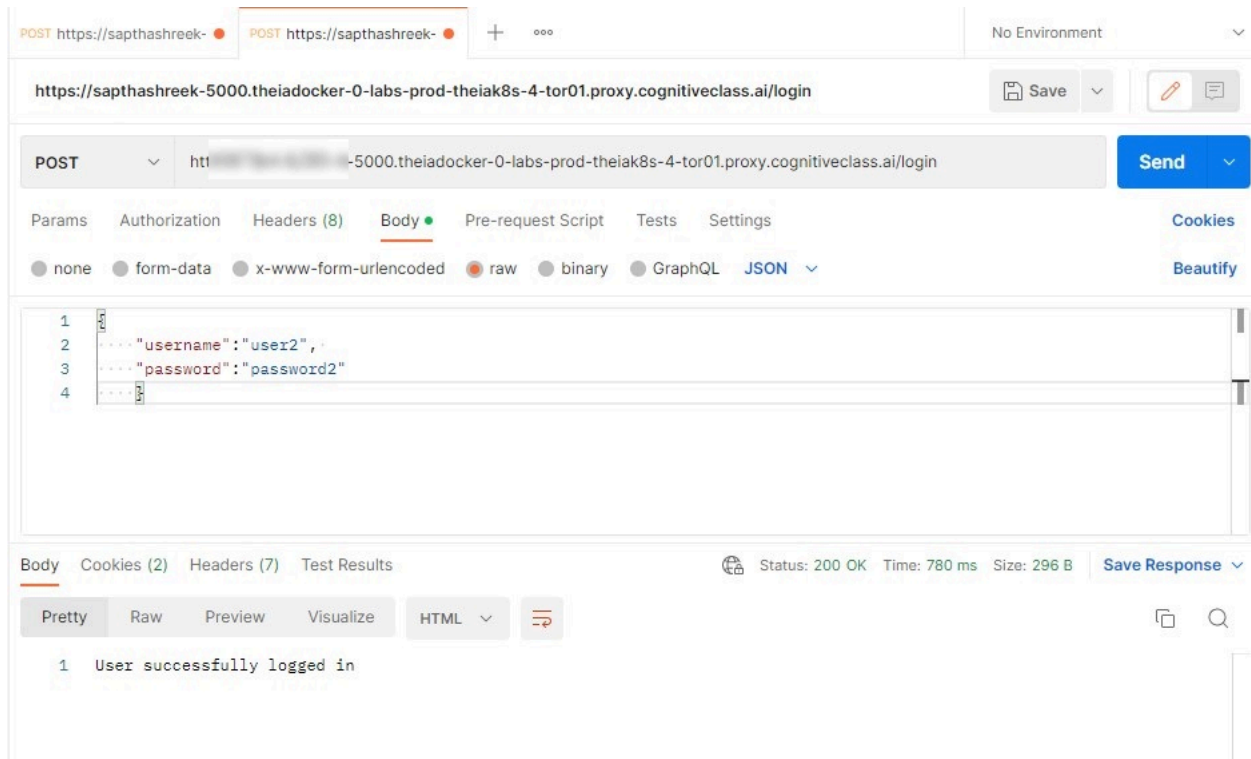 POST https://sapthashreek- POST https://sapthashreek- + ooo No Environment
https://sapthashreek-5000.theiadocker-0-labs-prod-theiak8s-4-tor01.proxy.cognitiveclass.ai/login Save
POST htt -5000.theiadocker-0-labs-prod-theiak8s-4-tor01.proxy.cognitiveclass.ai/login Send
Params Authorization Headers (8) Body Pre-request Script Tests Settings Cookies
none form-data x-www-form-urlencoded raw binary GraphQL JSON Beautify
1 {
2 "username":"user2",
3 "password":"password2"
4 }
Body Cookies (2) Headers (7) Test Results Status: 200 OK Time: 780 ms Size: 296 B Save Response
Pretty Raw Preview Visualize HTML
1 User successfully logged in